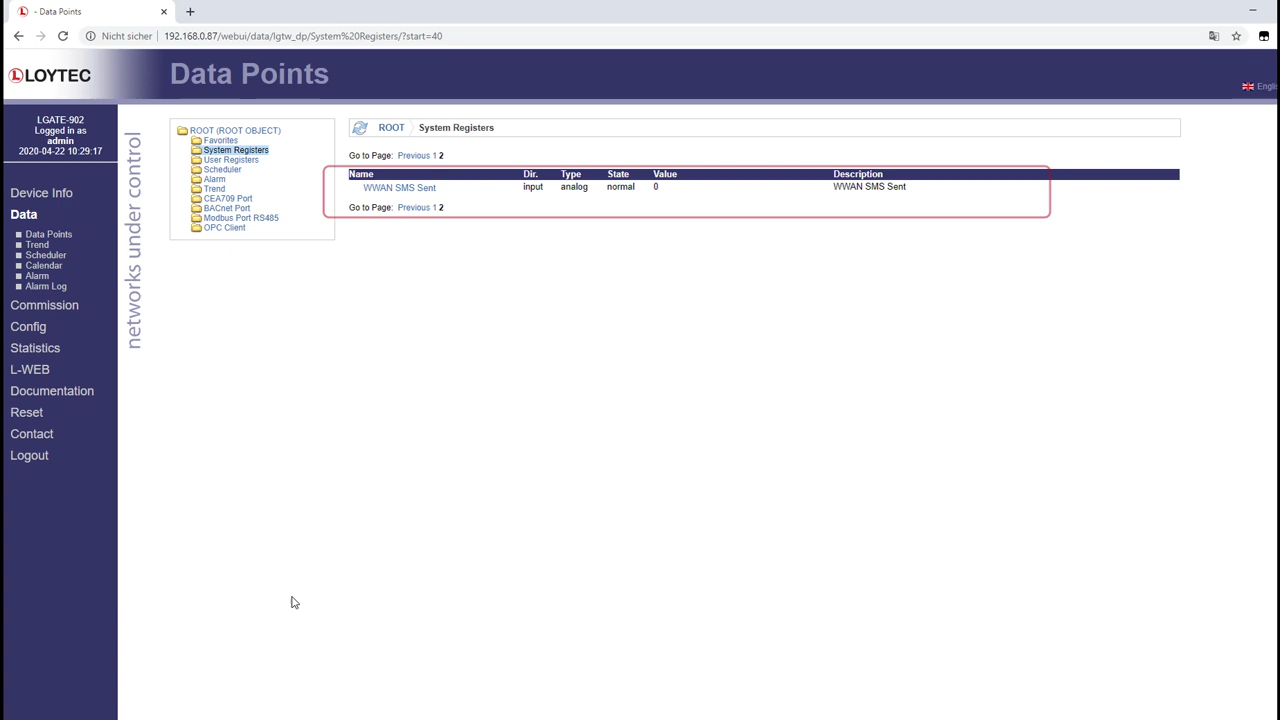 - Data Points
Nicht sicher 192.168.0.87/webui/data/lgtw_dp/System%20Registers/?start=40
LOYTEC
Data Points
LGATE-902
Logged in as
admin
2020-04-22 10:29:17
Device Info
Data
Data Points
Trend
Scheduler
Calendar
Alarm
Alarm Log
Commission
Config
Statistics
L-WEB
Documentation
Reset
Contact
Logout
networks under control
ROOT (ROOT OBJECT)
Favorites
System Registers
User Registers
Scheduler
Alarm
Trend
CEA709 Port
BACnet Port
Modbus Port RS485
OPC Client
ROOT System Registers
Go to Page: Previous 1 2
Name Dir. Type State Value Description
WWAN SMS Sent input analog normal 0 WWAN SMS Sent
Go to Page: Previous 1 2